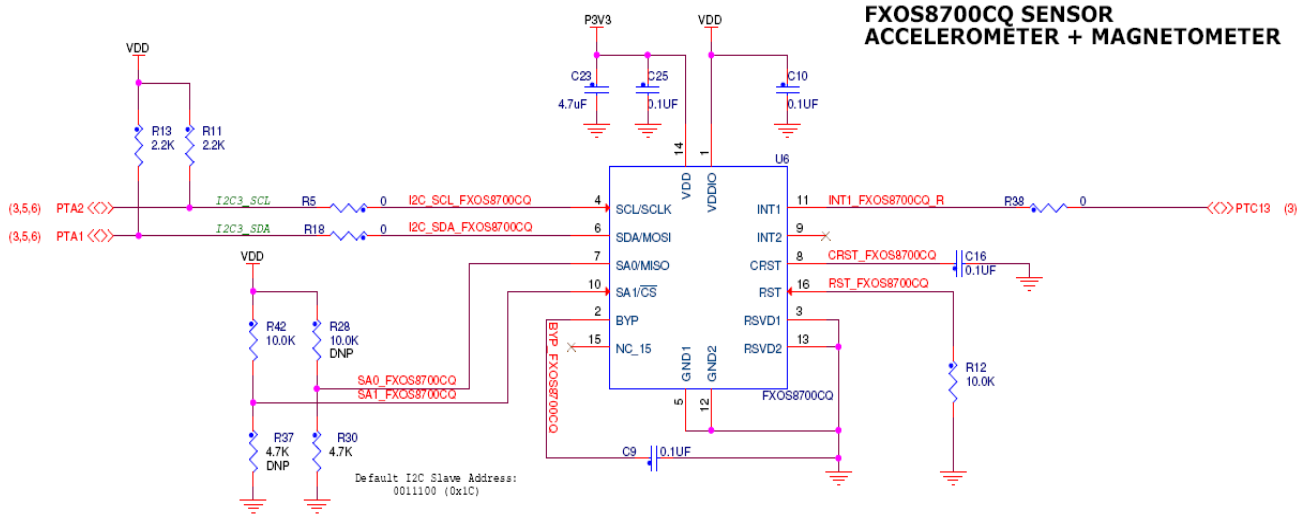 FXOS8700CQ SENSOR
ACCELEROMETER + MAGNETOMETER
P3V3
VDD
VDD
C23
4.7uF
C25
0.1UF
C10
0.1UF
R13
2.2K
R11
2.2K
14
1
U6
VDD
VDDIO
(3,5,6) PTA2
I2C3_SCL
R5
0
I2C_SCL_FXOS8700CQ
4
SCL/SCLK
INT1
11
INT1_FXOS8700CQ_R
R38
0
PTC13 (3)
(3,5,6) PTA1
I2C3_SDA
R18
0
I2C_SDA_FXOS8700CQ
6
SDA/MOSI
INT2
9
VDD
7
SA0/MISO
CRST
8
CRST_FXOS8700CQ
C16
0.1UF
10
SA1/CS
RST
16
RST_FXOS8700CQ
2
BYP
RSVD1
3
15
NC_15
RSVD2
13
R42
10.0K
R28
10.0K
DNP
BYP_FXOS8700CQ
GND1
GND2
5
12
FXOS8700CQ
R12
10.0K
SA0_FXOS8700CQ
SA1_FXOS8700CQ
R37
4.7K
DNP
R30
4.7K
C9
0.1UF
Default I2C Slave Address:
0011100 (0x1C)